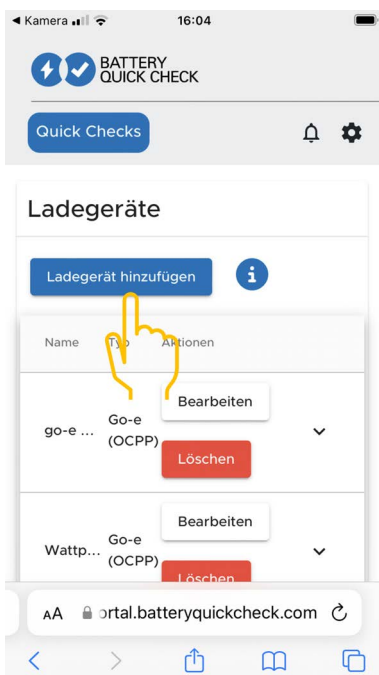 ◀ Kamera 16:04
BATTERY
QUICK CHECK
Quick Checks
Ladegeräte
Ladegerät hinzufügen
Name Typ Aktionen
go-e ... Go-e (OCPP) Bearbeiten
Löschen
Wattp... Go-e (OCPP) Bearbeiten
Löschen
AA ortal.batteryquickcheck.com